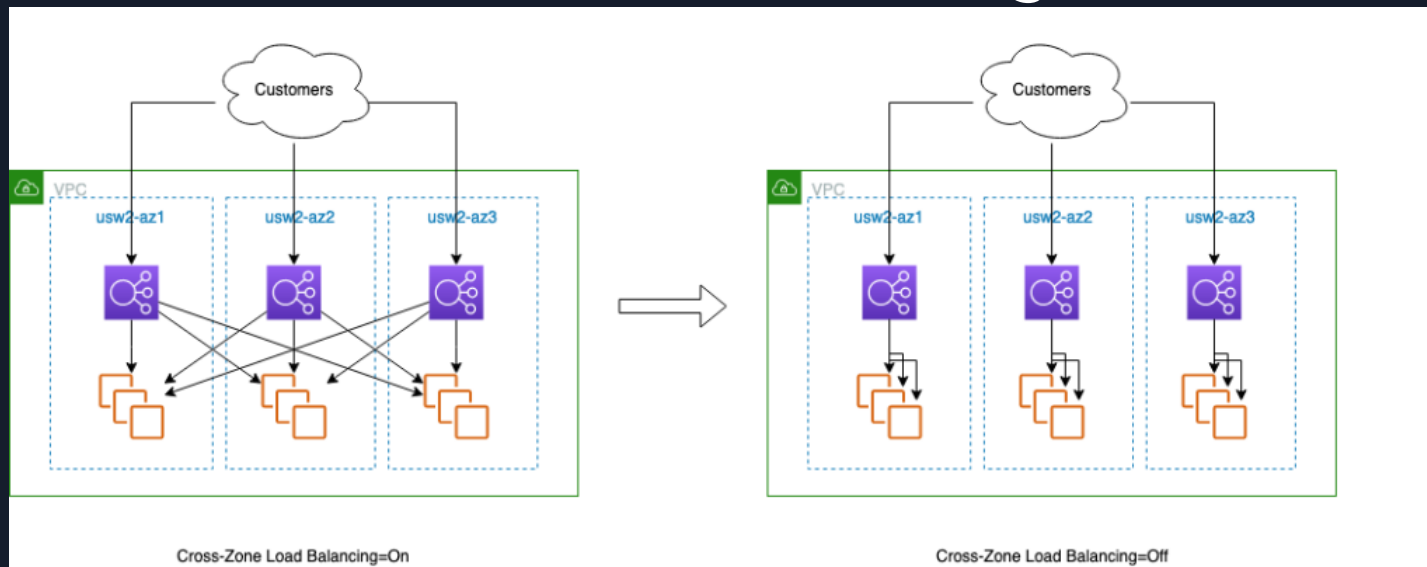 Customers
VPC
usw2-az1
usw2-az2
usw2-az3
Cross-Zone Load Balancing=On
Customers
VPC
usw2-az1
usw2-az2
usw2-az3
Cross-Zone Load Balancing=Off